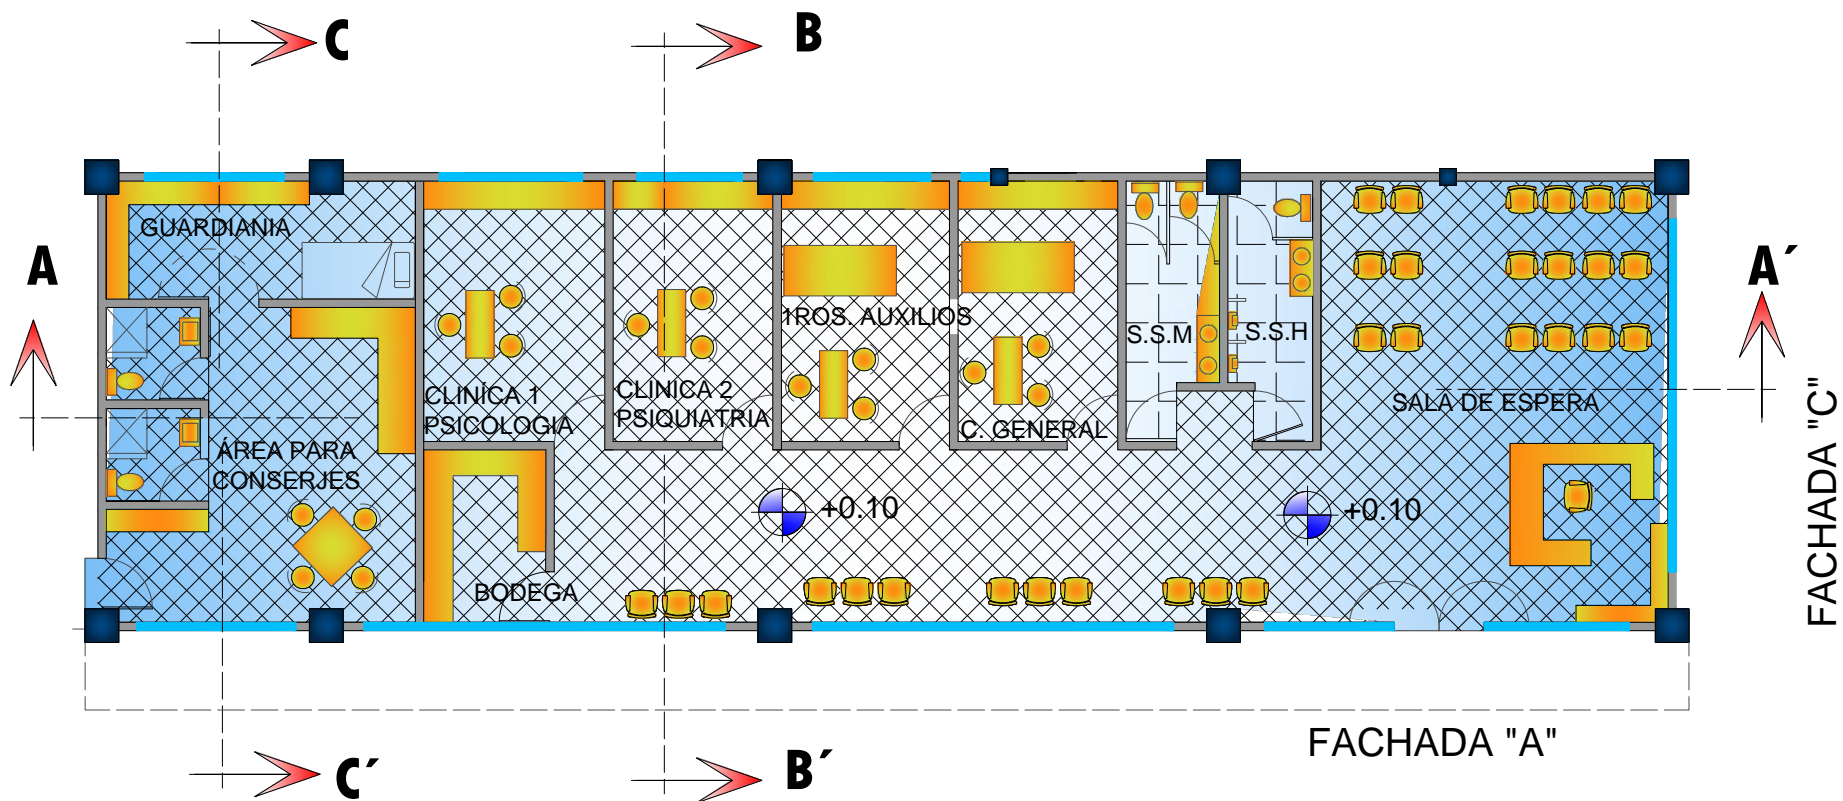 C
B
GUARDIANIA
A
A´
1ROS. AUXILIOS
S.S.M
S.S.H
CLINÍCA 1
PSICOLOGIA
CLINICA 2
PSIQUIATRIA
C. GENERAL
SALA DE ESPERA
ÁREA PARA
CONSERJES
+0.10
+0.10
BODEGA
FACHADA "C"
FACHADA "A"
C´
B´